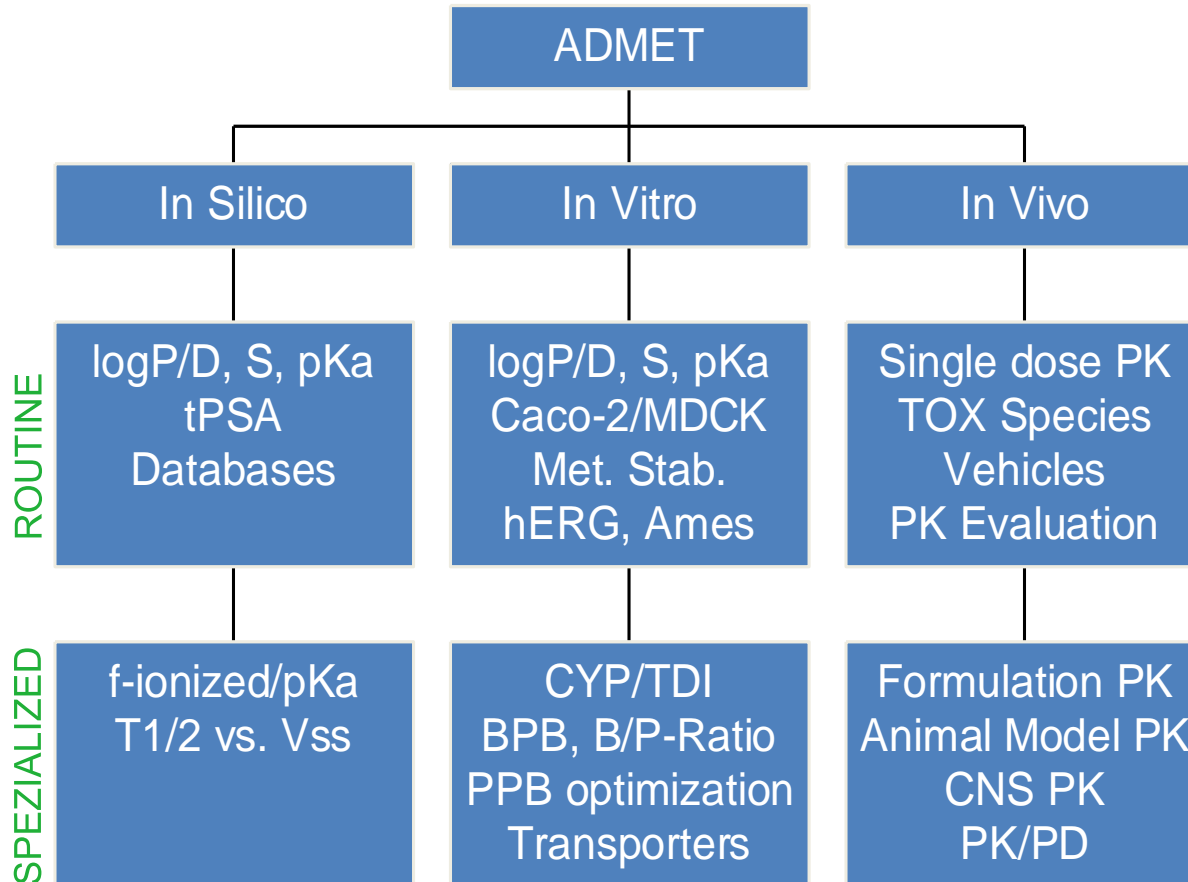 ADMET
In Silico
In Vitro
In Vivo
ROUTINE
logP/D, S, pKa
tPSA
Databases
logP/D, S, pKa
Caco-2/MDCK
Met. Stab.
hERG, Ames
Single dose PK
TOX Species
Vehicles
PK Evaluation
SPEZIALIZED
f-ionized/pKa
T1/2 vs. Vss
CYP/TDI
BPB, B/P-Ratio
PPB optimization
Transporters
Formulation PK
Animal Model PK
CNS PK
PK/PD